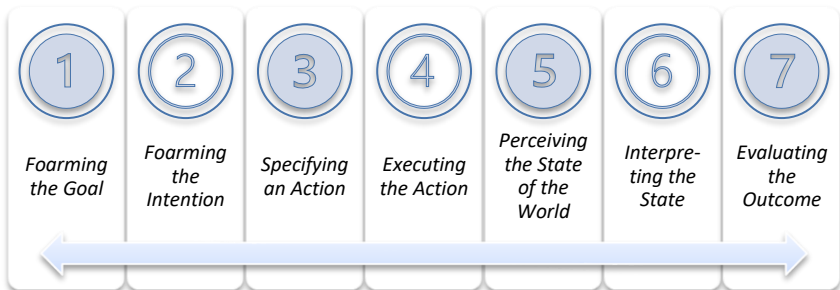 1
Foarming
the Goal
2
Foarming
the
Intention
3
Specifying
an Action
4
Executing
the Action
5
Perceiving
the State
of the
World
6
Interpre-
ting the
State
7
Evaluating
the
Outcome